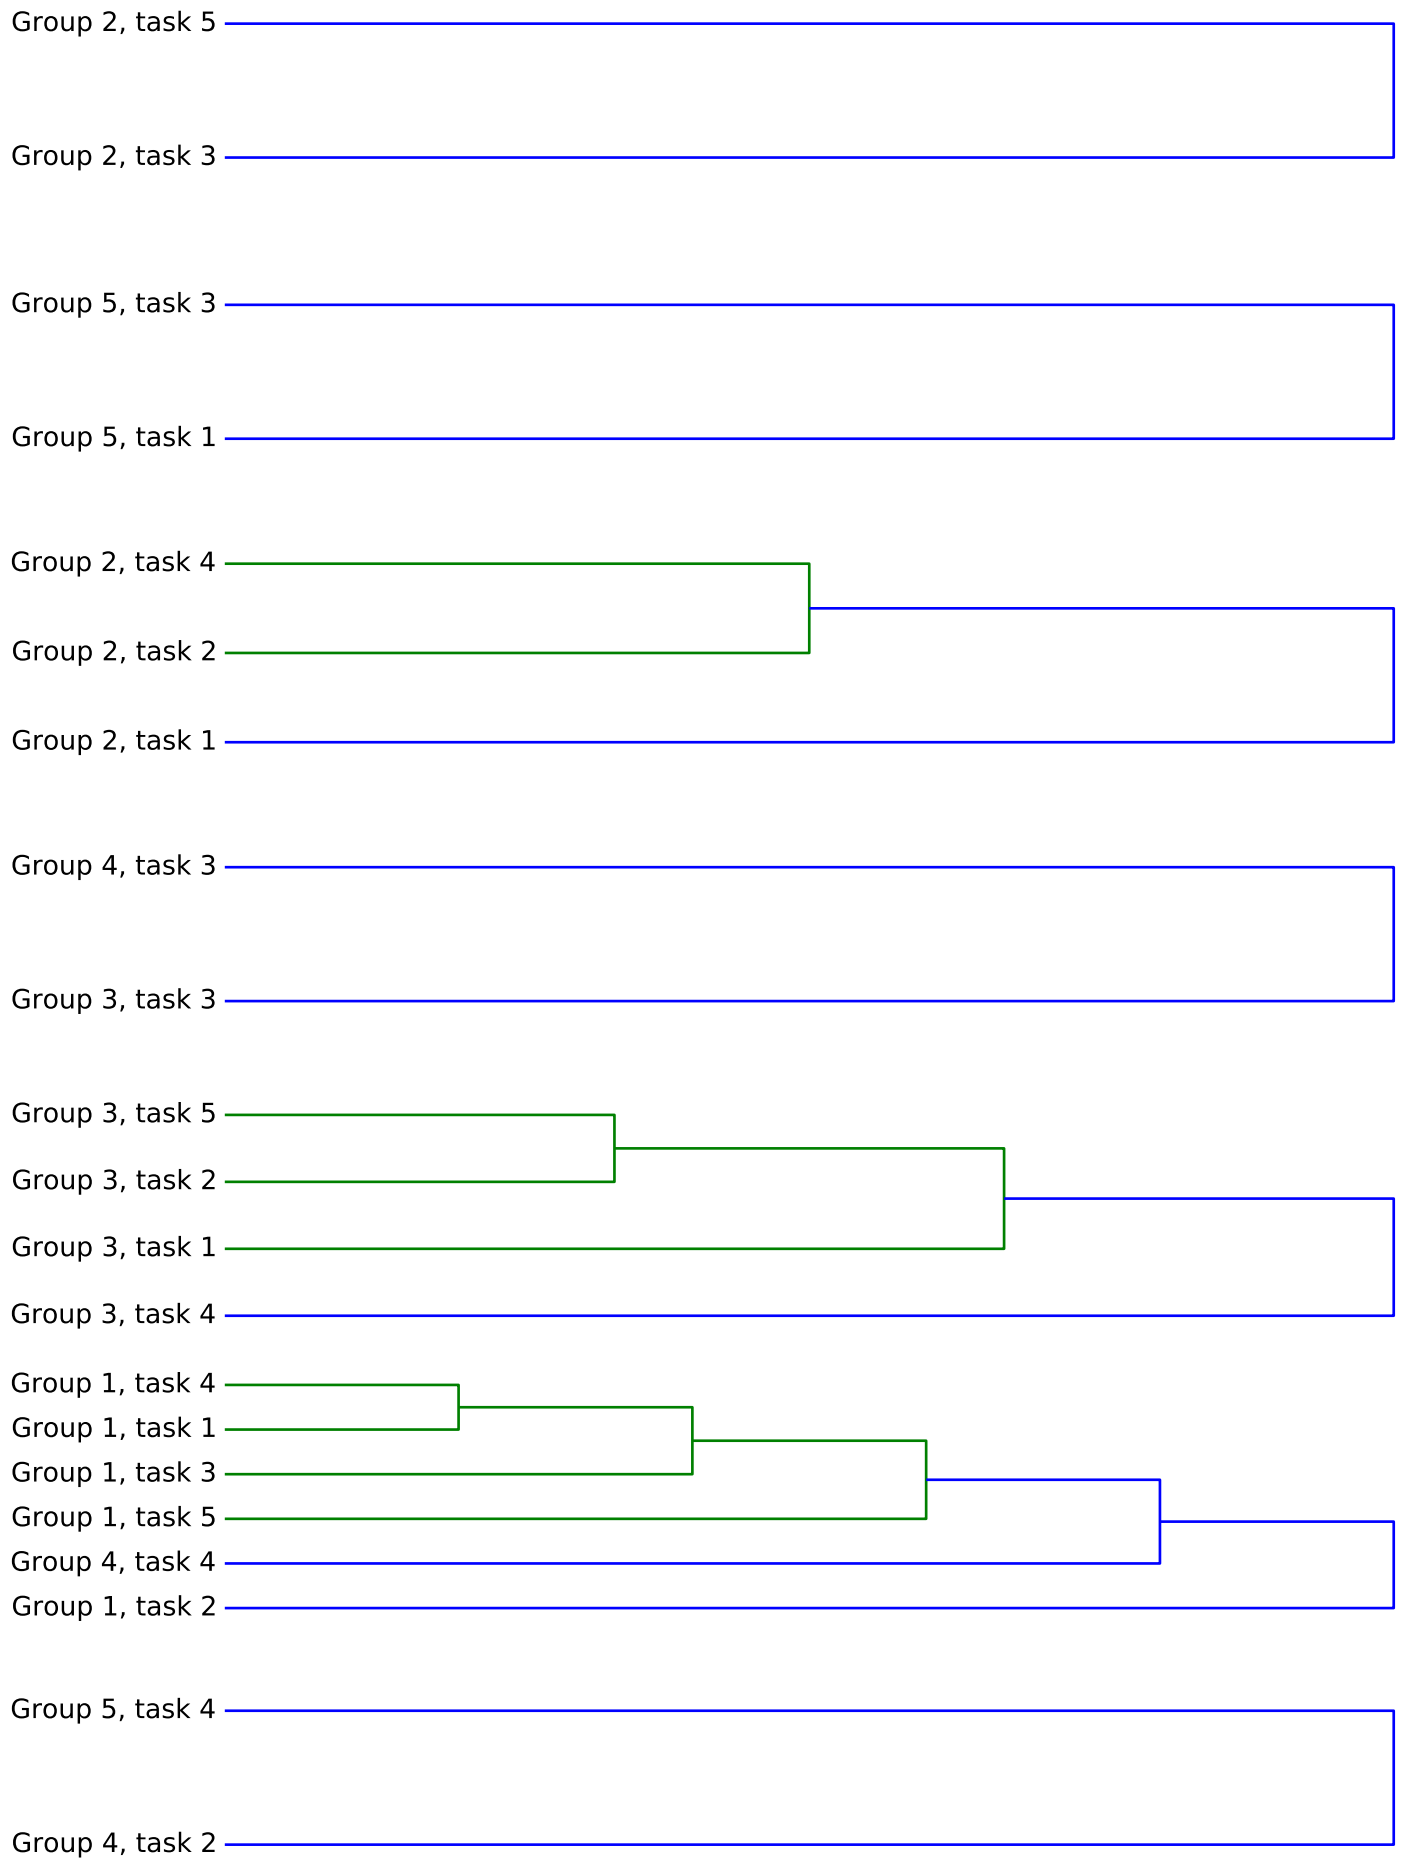 Group 2, task 5
Group 2, task 3
Group 5, task 3
Group 5, task 1
Group 2, task 4
Group 2, task 2
Group 2, task 1
Group 4, task 3
Group 3, task 3
Group 3, task 5
Group 3, task 2
Group 3, task 1
Group 3, task 4
Group 1, task 4
Group 1, task 1
Group 1, task 3
Group 1, task 5
Group 4, task 4
Group 1, task 2
Group 5, task 4
Group 4, task 2